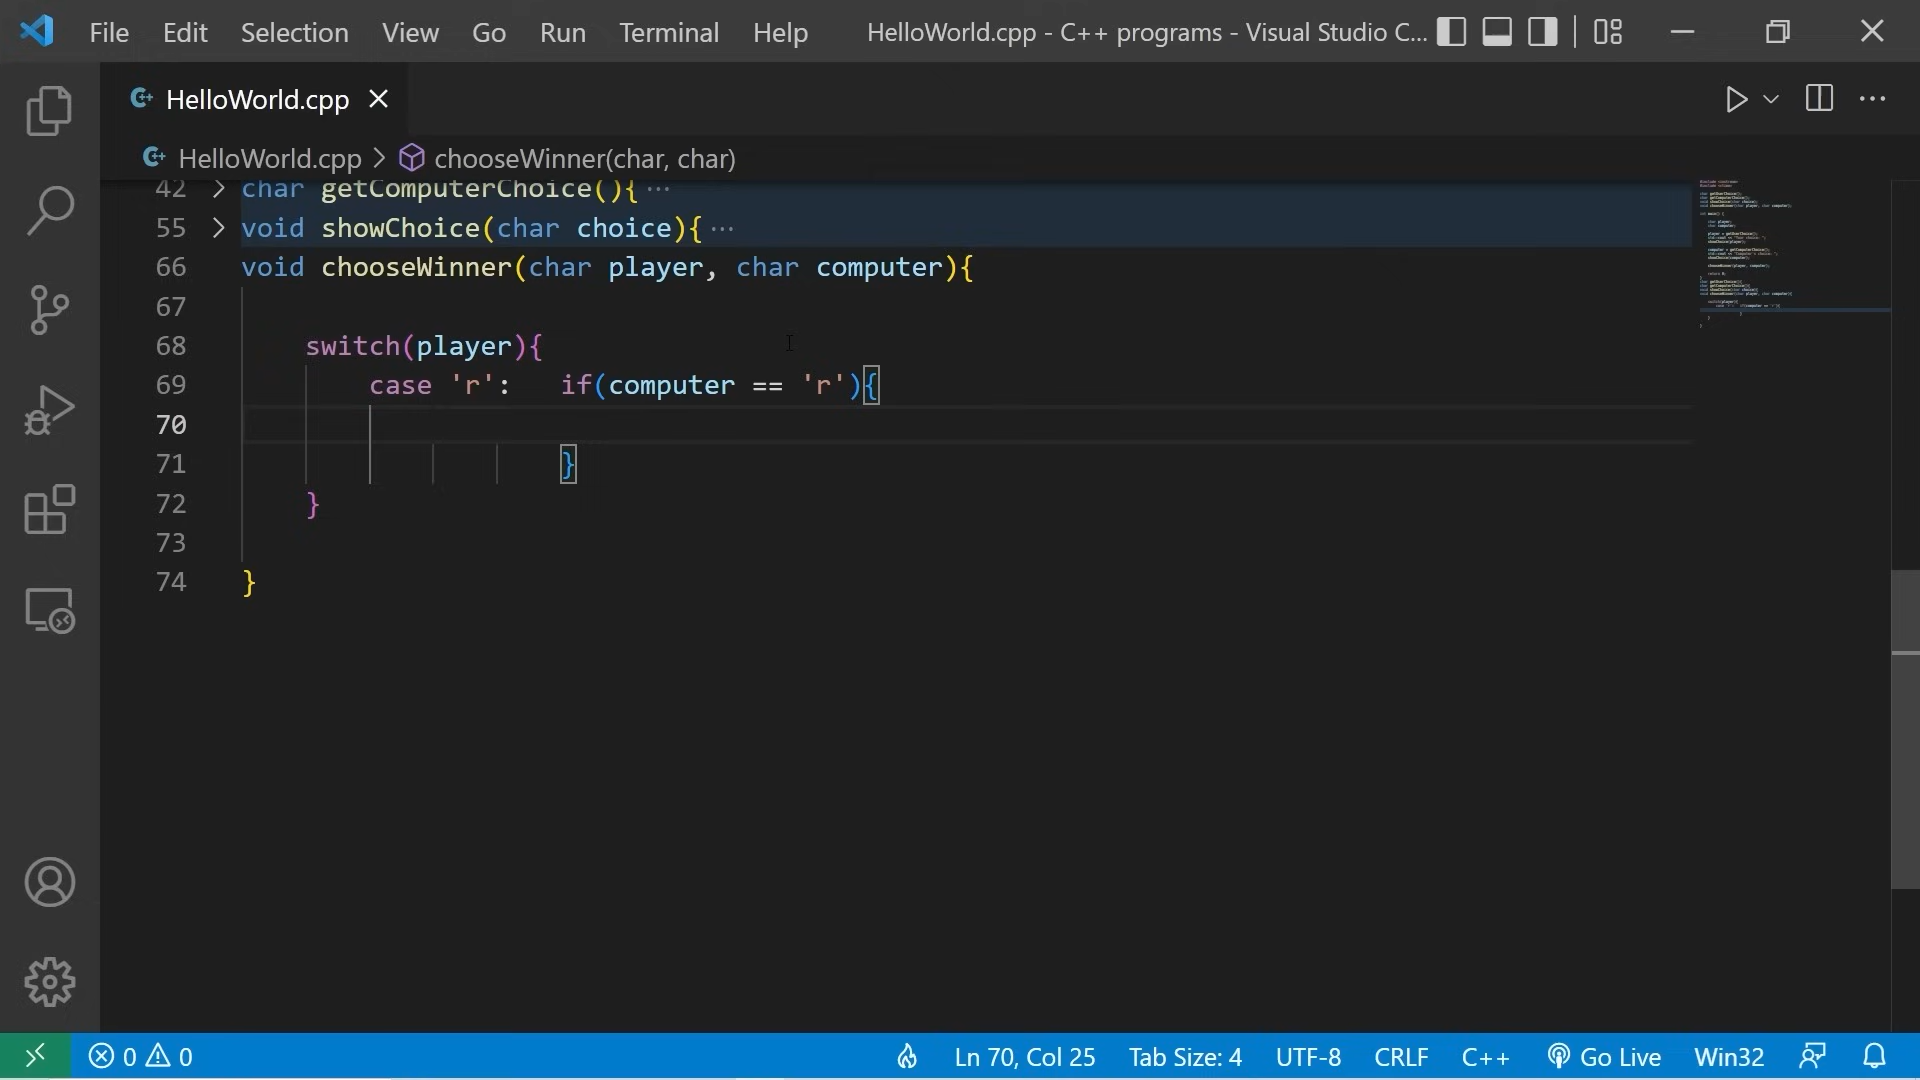 File Edit Selection View Go Run Terminal Help HelloWorld.cpp - C++ programs - Visual Studio C...
HelloWorld.cpp
HelloWorld.cpp > chooseWinner(char, char)
42 > char getComputerChoice(){ ...
55 > void showChoice(char choice){ ...
66 void chooseWinner(char player, char computer){
67
68 switch(player){
69 case 'r': if(computer == 'r'){
70
71 }
72 }
73
74 }
0 0 Ln 70, Col 25 Tab Size: 4 UTF-8 CRLF C++ Go Live Win32